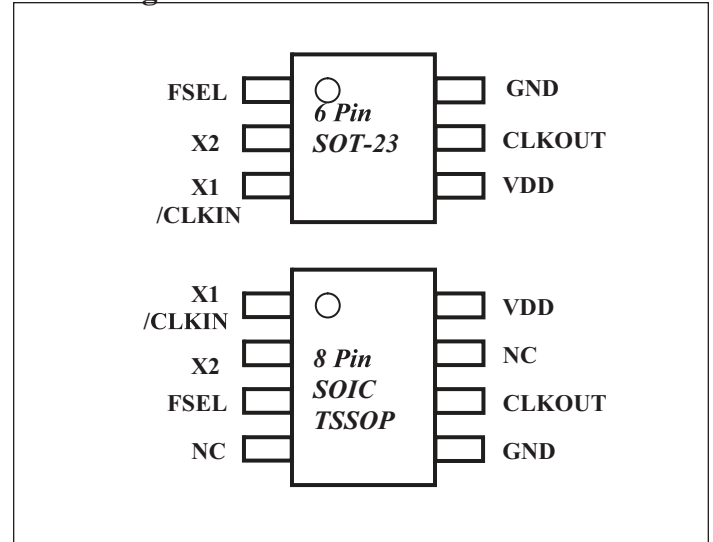 FSEL
X2
X1
/CLKIN
6 Pin
SOT-23
GND
CLKOUT
VDD
X1
/CLKIN
X2
FSEL
NC
8 Pin
SOIC
TSSOP
VDD
NC
CLKOUT
GND